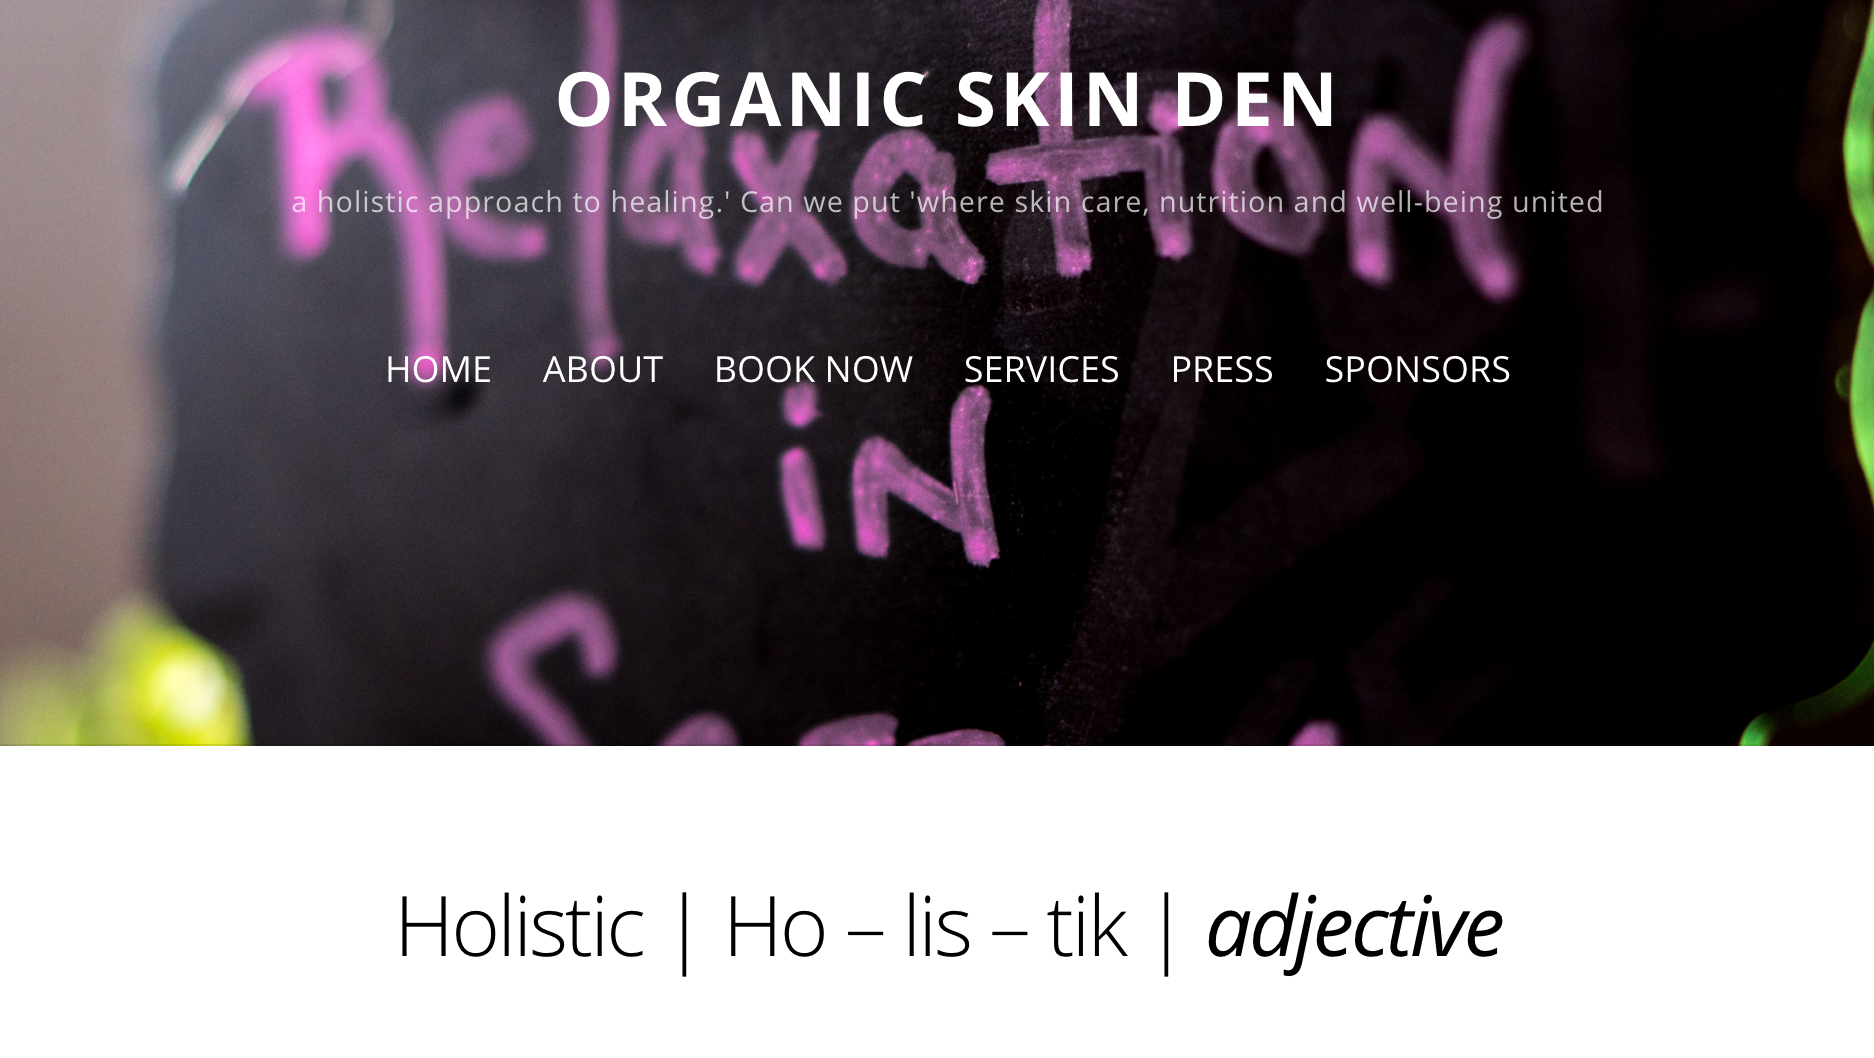 ORGANIC SKIN DEN
Relaxation
a holistic approach to healing.' Can we put 'where skin care, nutrition and well-being united
HOME ABOUT BOOK NOW SERVICES PRESS SPONSORS
iN
Holistic | Ho – lis – tik | adjective